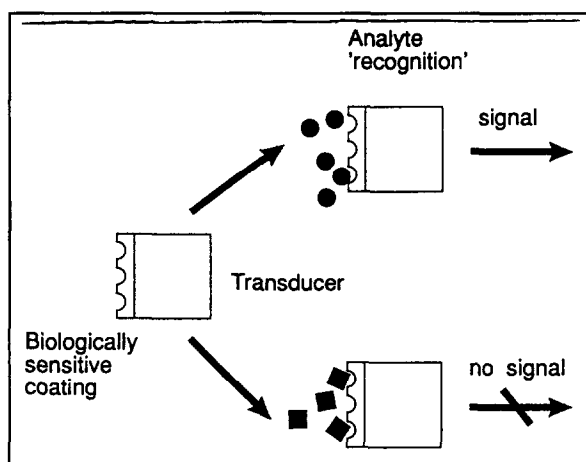 Analyte
'recognition'
signal
Transducer
Biologically
sensitive
coating
no signal